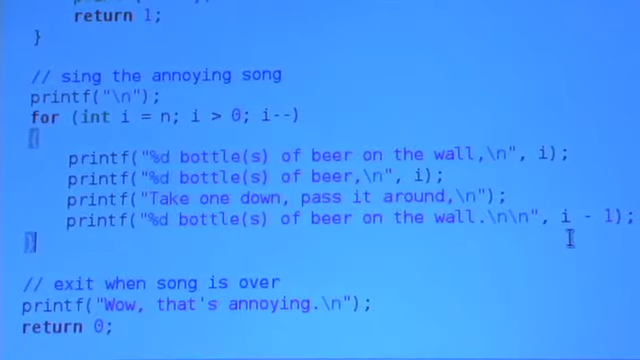 return 1;
}
// sing the annoying song
printf("\n");
for (int i = n; i > 0; i--)
{
printf("%d bottle(s) of beer on the wall,\n", i);
printf("%d bottle(s) of beer,\n", i);
printf("Take one down, pass it around,\n");
printf("%d bottle(s) of beer on the wall.\n\n", i - 1);
}
// exit when song is over
printf("Wow, that's annoying.\n");
return 0;